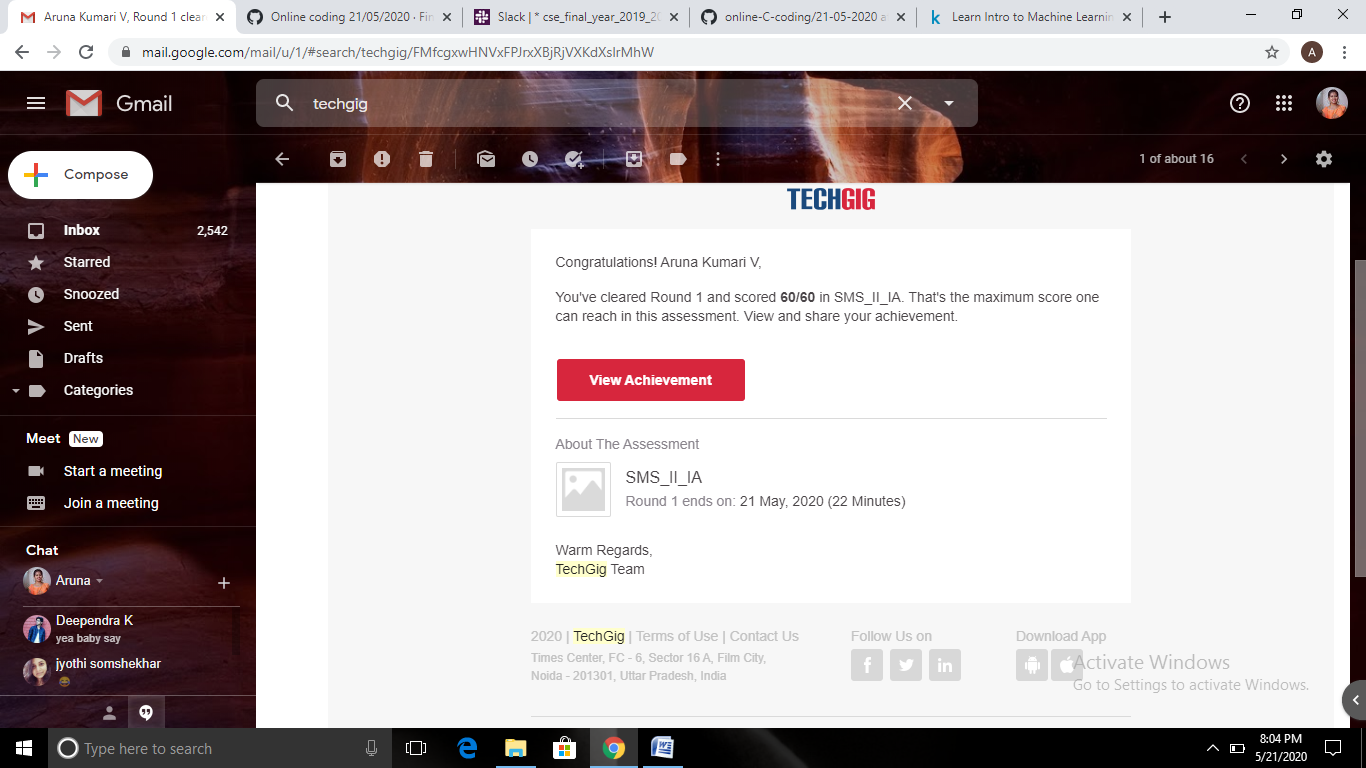 Aruna Kumari V, Round 1 clear
Online coding 21/05/2020 · Fin
Slack | * cse_final_year_2019_20
online-C-coding/21-05-2020 a
Learn Intro to Machine Learnin
mail.google.com/mail/u/1/#search/techgig/FMfcgxwHNVxFPJrxXBjRjVXKdXslrMhW
A
Gmail
techgig
1 of about 16
Compose
Inbox 2,542
Starred
Snoozed
Sent
Drafts
Categories
Meet New
Start a meeting
Join a meeting
Chat
Aruna
Deependra K
yea baby say
jyothi somshekhar
TECHGIG
Congratulations! Aruna Kumari V,
You've cleared Round 1 and scored 60/60 in SMS_II_IA. That's the maximum score one
can reach in this assessment. View and share your achievement.
View Achievement
About The Assessment
SMS_II_IA
Round 1 ends on: 21 May, 2020 (22 Minutes)
Warm Regards,
TechGig Team
2020 | TechGig | Terms of Use | Contact Us
Times Center, FC - 6, Sector 16 A, Film City,
Noida - 201301, Uttar Pradesh, India
Follow Us on
Download App
Activate Windows
Go to Settings to activate Windows.
Type here to search
8:04 PM
5/21/2020